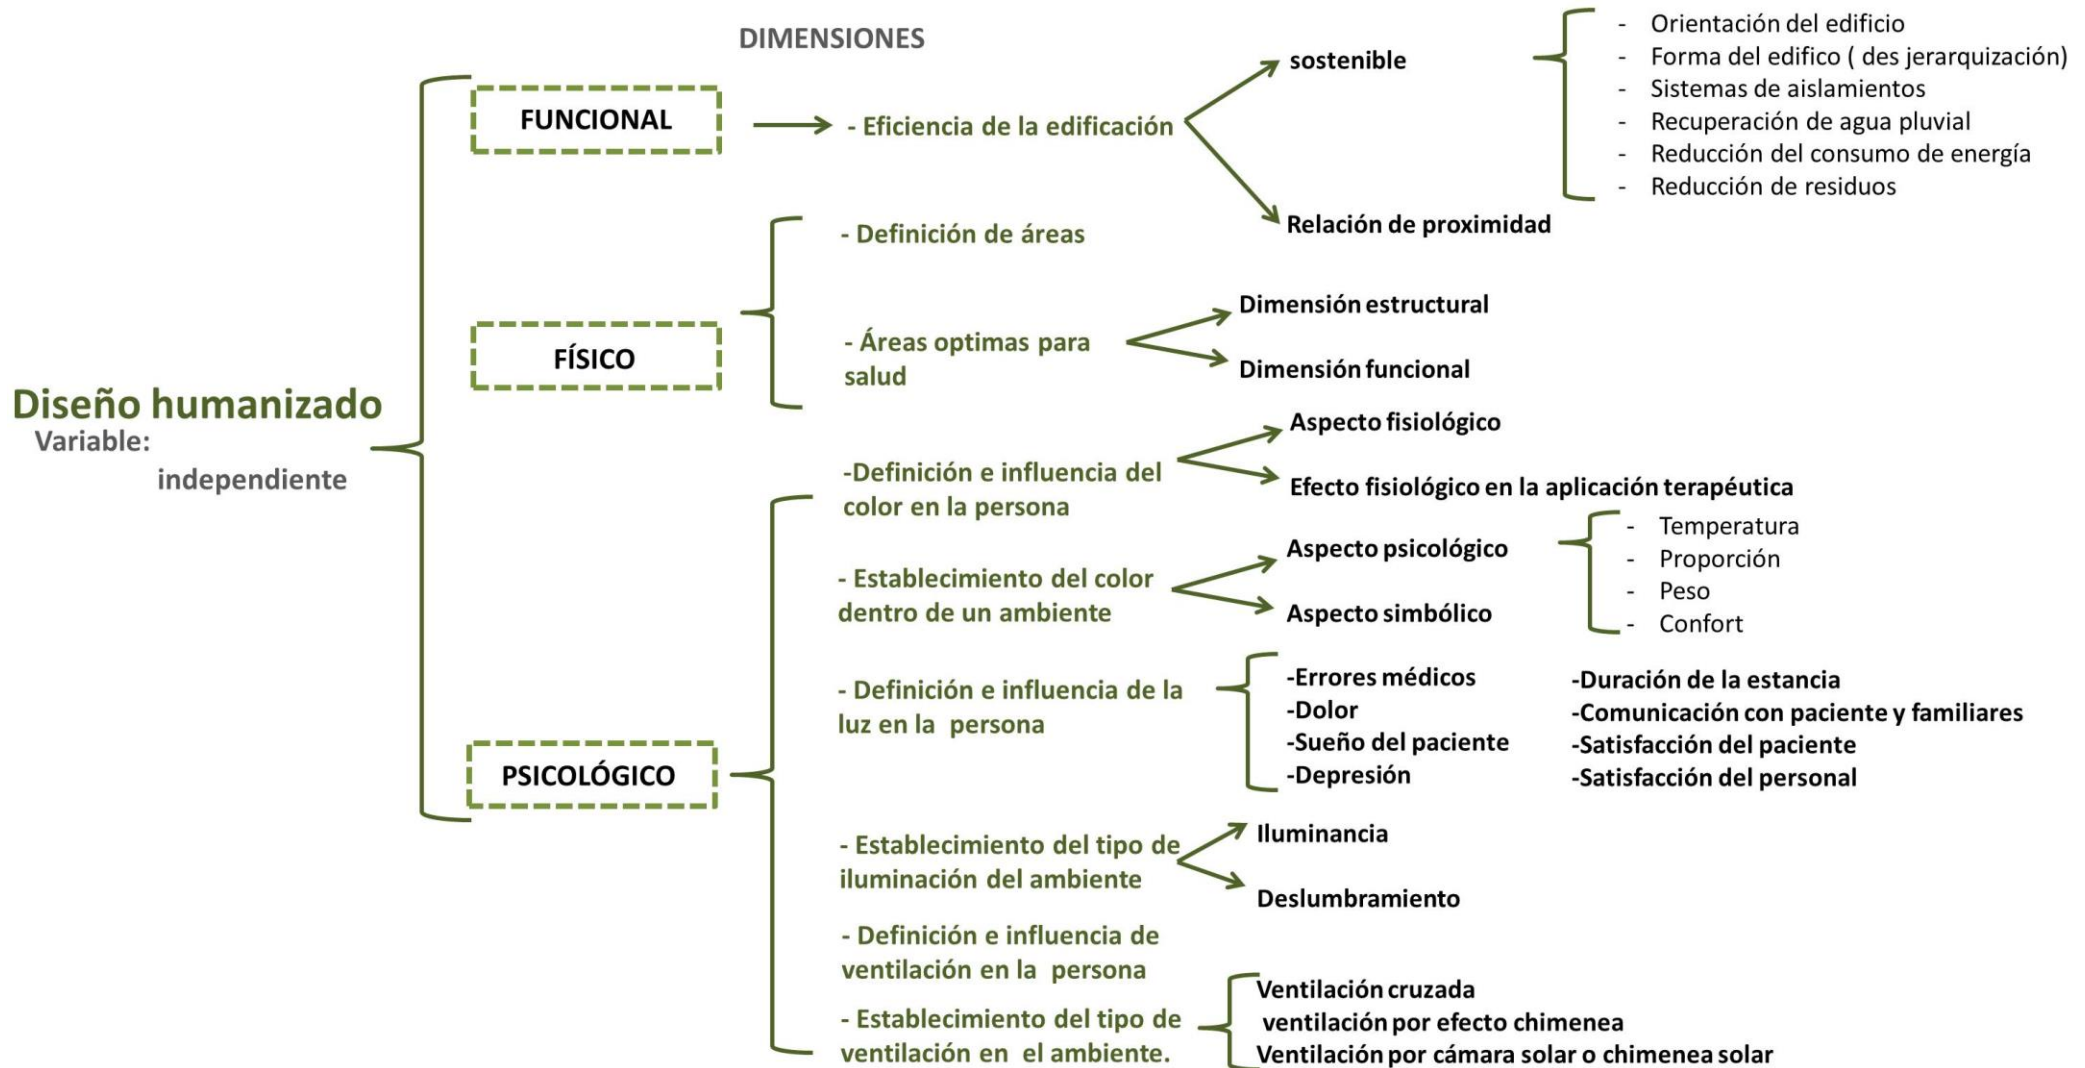 DIMENSIONES
Diseño humanizado
Variable:
independiente
FUNCIONAL
- Eficiencia de la edificación
sostenible
- Orientación del edificio
- Forma del edifico ( des jerarquización)
- Sistemas de aislamientos
- Recuperación de agua pluvial
- Reducción del consumo de energía
- Reducción de residuos
Relación de proximidad
FÍSICO
- Definición de áreas
- Áreas optimas para
salud
Dimensión estructural
Dimensión funcional
PSICOLÓGICO
-Definición e influencia del
color en la persona
Aspecto fisiológico
Efecto fisiológico en la aplicación terapéutica
- Establecimiento del color
dentro de un ambiente
Aspecto psicológico
- Temperatura
- Proporción
- Peso
- Confort
Aspecto simbólico
- Definición e influencia de la
luz en la persona
-Errores médicos
-Dolor
-Sueño del paciente
-Depresión
-Duración de la estancia
-Comunicación con paciente y familiares
-Satisfacción del paciente
-Satisfacción del personal
- Establecimiento del tipo de
iluminación del ambiente
Iluminancia
Deslumbramiento
- Definición e influencia de
ventilación en la persona
- Establecimiento del tipo de
ventilación en el ambiente.
Ventilación cruzada
ventilación por efecto chimenea
Ventilación por cámara solar o chimenea solar